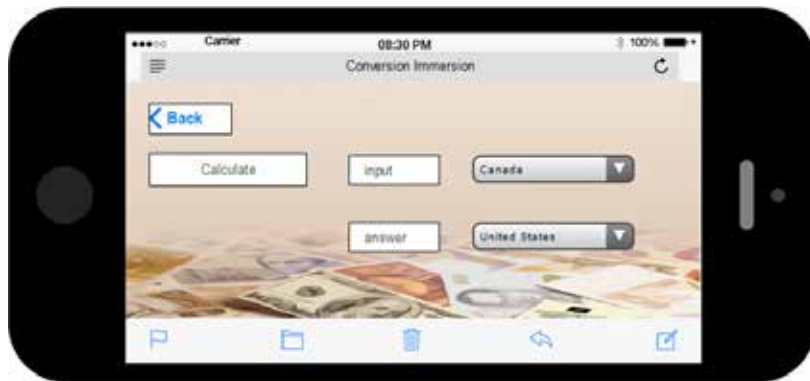 Carrier 08:30 PM 100%
Conversion Immersion
Back
Calculate input Canada
answer United States